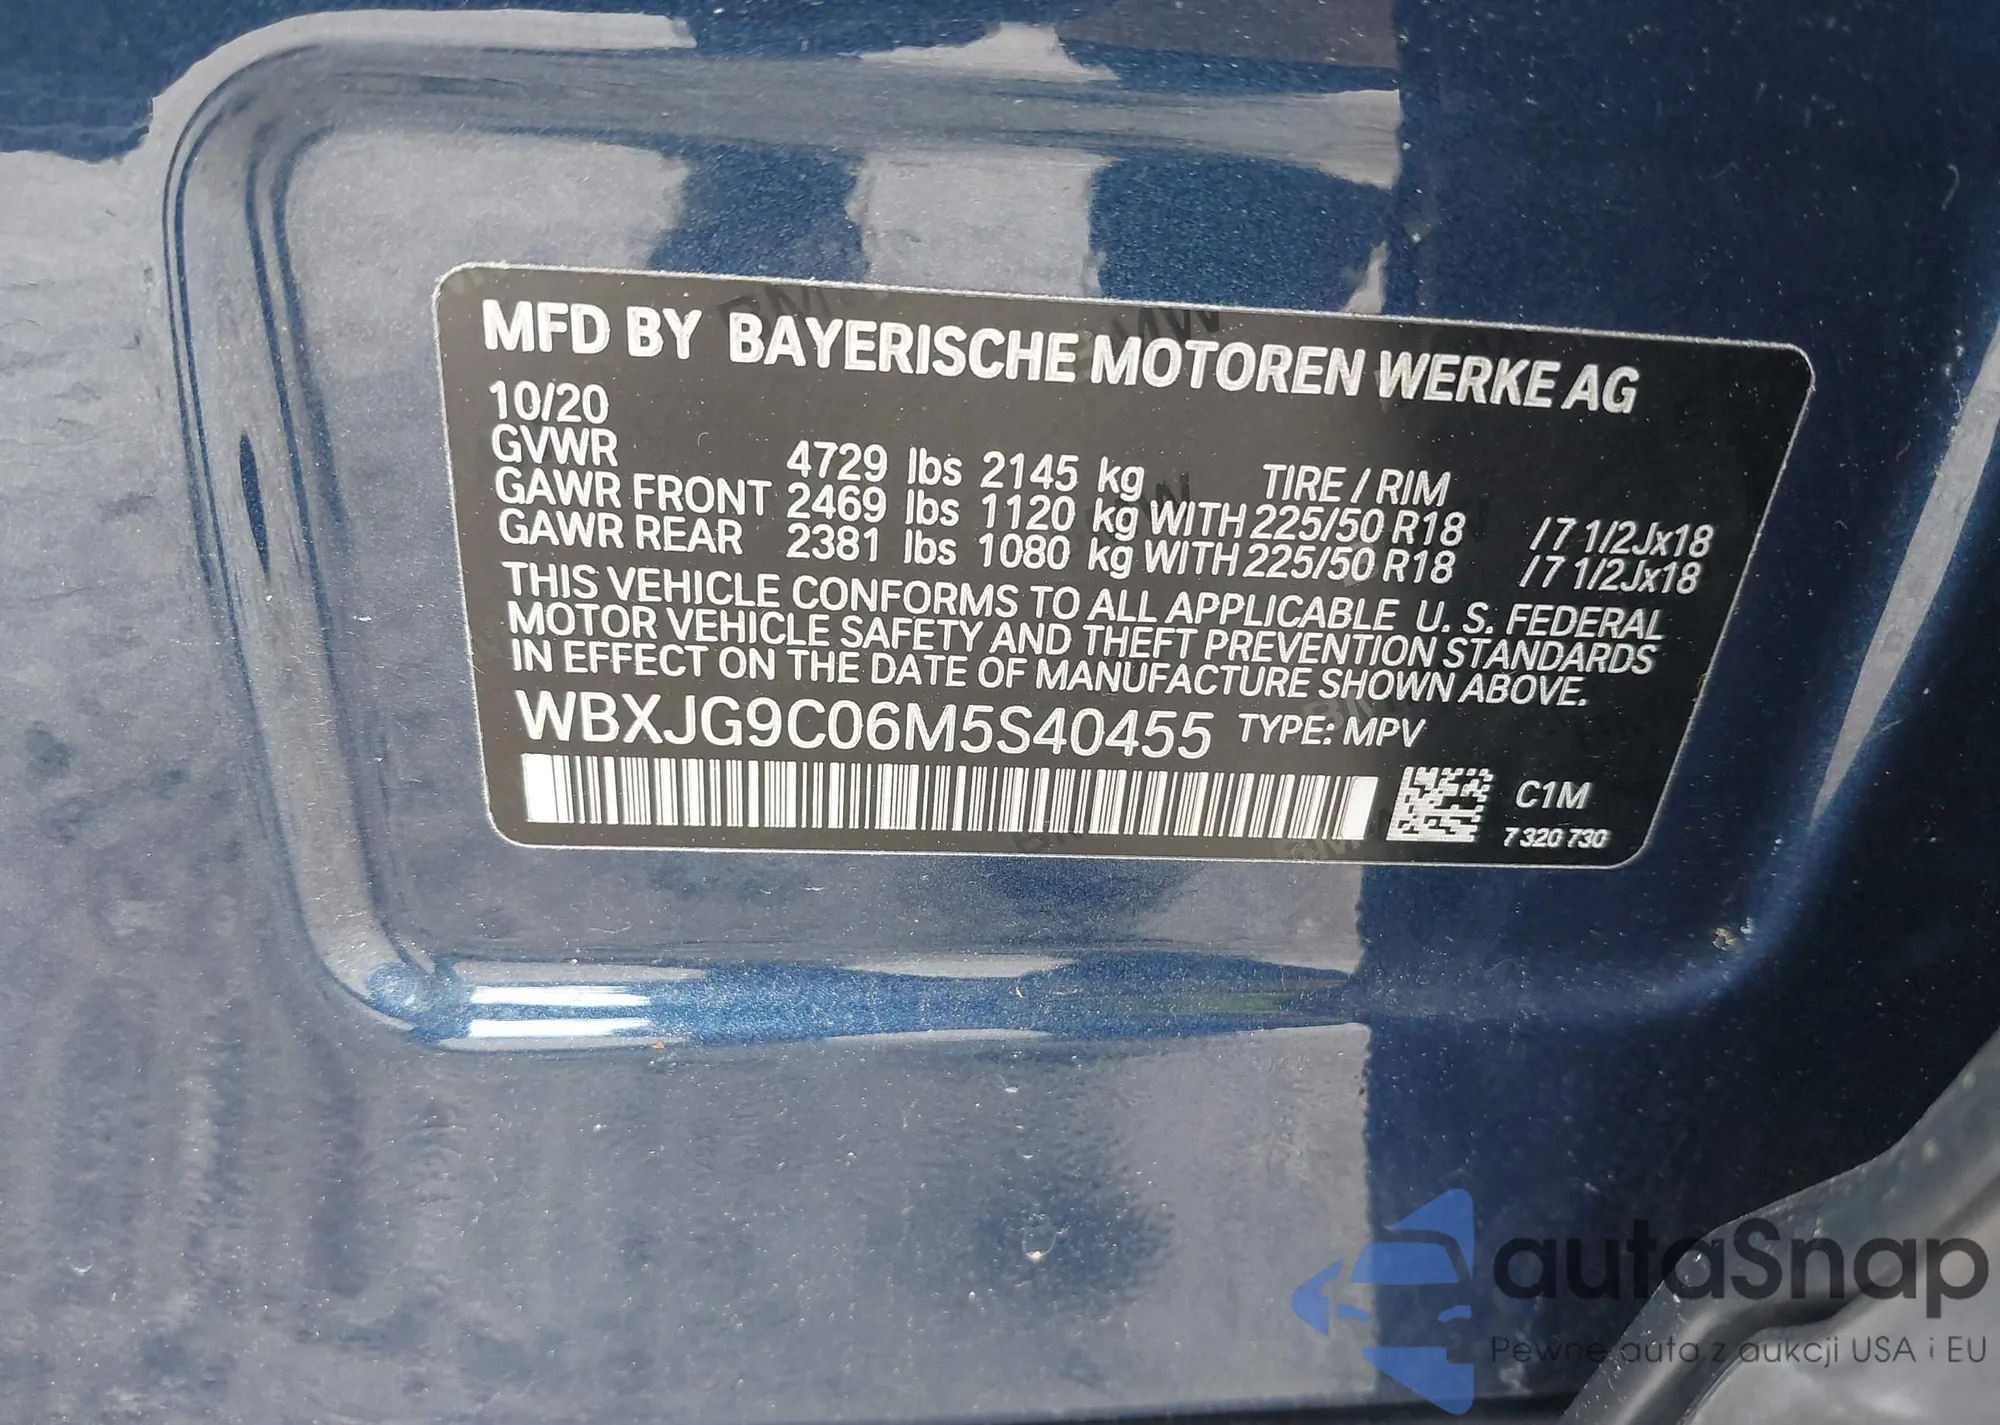 MFD BY BAYERISCHE MOTOREN WERKE AG
10/20
GVWR 4729 lbs 2145 kg TIRE / RIM
GAWR FRONT 2469 lbs 1120 kg WITH 225/50 R18 / 7 1/2Jx18
GAWR REAR 2381 lbs 1080 kg WITH 225/50 R18 / 7 1/2Jx18
THIS VEHICLE CONFORMS TO ALL APPLICABLE U. S. FEDERAL
MOTOR VEHICLE SAFETY AND THEFT PREVENTION STANDARDS
IN EFFECT ON THE DATE OF MANUFACTURE SHOWN ABOVE.
WBXJG9C06M5S40455 TYPE: MPV
C1M
7 320 730
autaSnap
Pewne auta z aukcji USA i EU